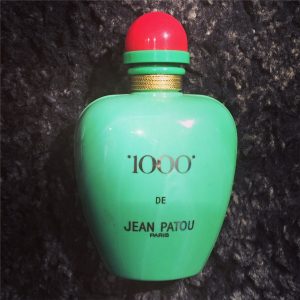 '1000'
DE
JEAN PATOU
PARIS